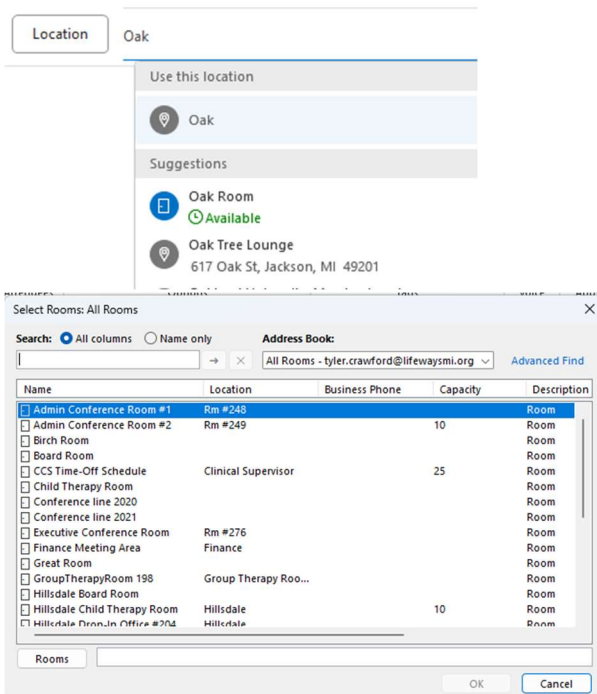 Location Oak
Use this location
Oak
Suggestions
Oak Room
Available
Oak Tree Lounge
617 Oak St, Jackson, MI 49201
Select Rooms: All Rooms
Search: All columns Name only Address Book:
All Rooms - tyler.crawford@lifewaysmi.org Advanced Find
Name Location Business Phone Capacity Description
Admin Conference Room #1 Rm #248 Room
Admin Conference Room #2 Rm #249 10 Room
Birch Room Room
Board Room Room
CCS Time-Off Schedule Clinical Supervisor 25 Room
Child Therapy Room Room
Conference line 2020 Room
Conference line 2021 Room
Executive Conference Room Rm #276 Room
Finance Meeting Area Finance Room
Great Room Room
GroupTherapyRoom 198 Group Therapy Roo... Room
Hillsdale Board Room Room
Hillsdale Child Therapy Room Hillsdale 10 Room
Hillsdale Drop-In Office #204 Hillsdale Room
Rooms
OK Cancel